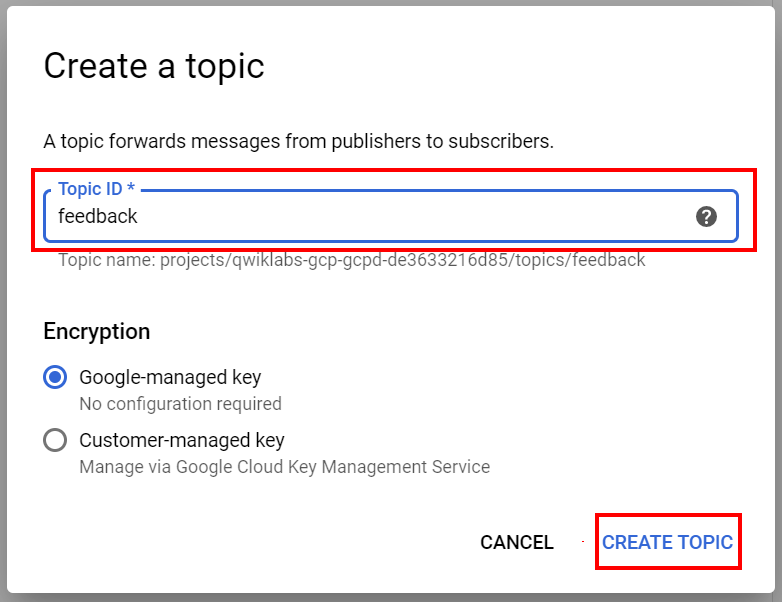 Create a topic
A topic forwards messages from publishers to subscribers.
Topic ID *
feedback
?
Topic name: projects/qwiklabs-gcp-gcpd-de3633216d85/topics/feedback
Encryption
Google-managed key
No configuration required
Customer-managed key
Manage via Google Cloud Key Management Service
CANCEL
CREATE TOPIC